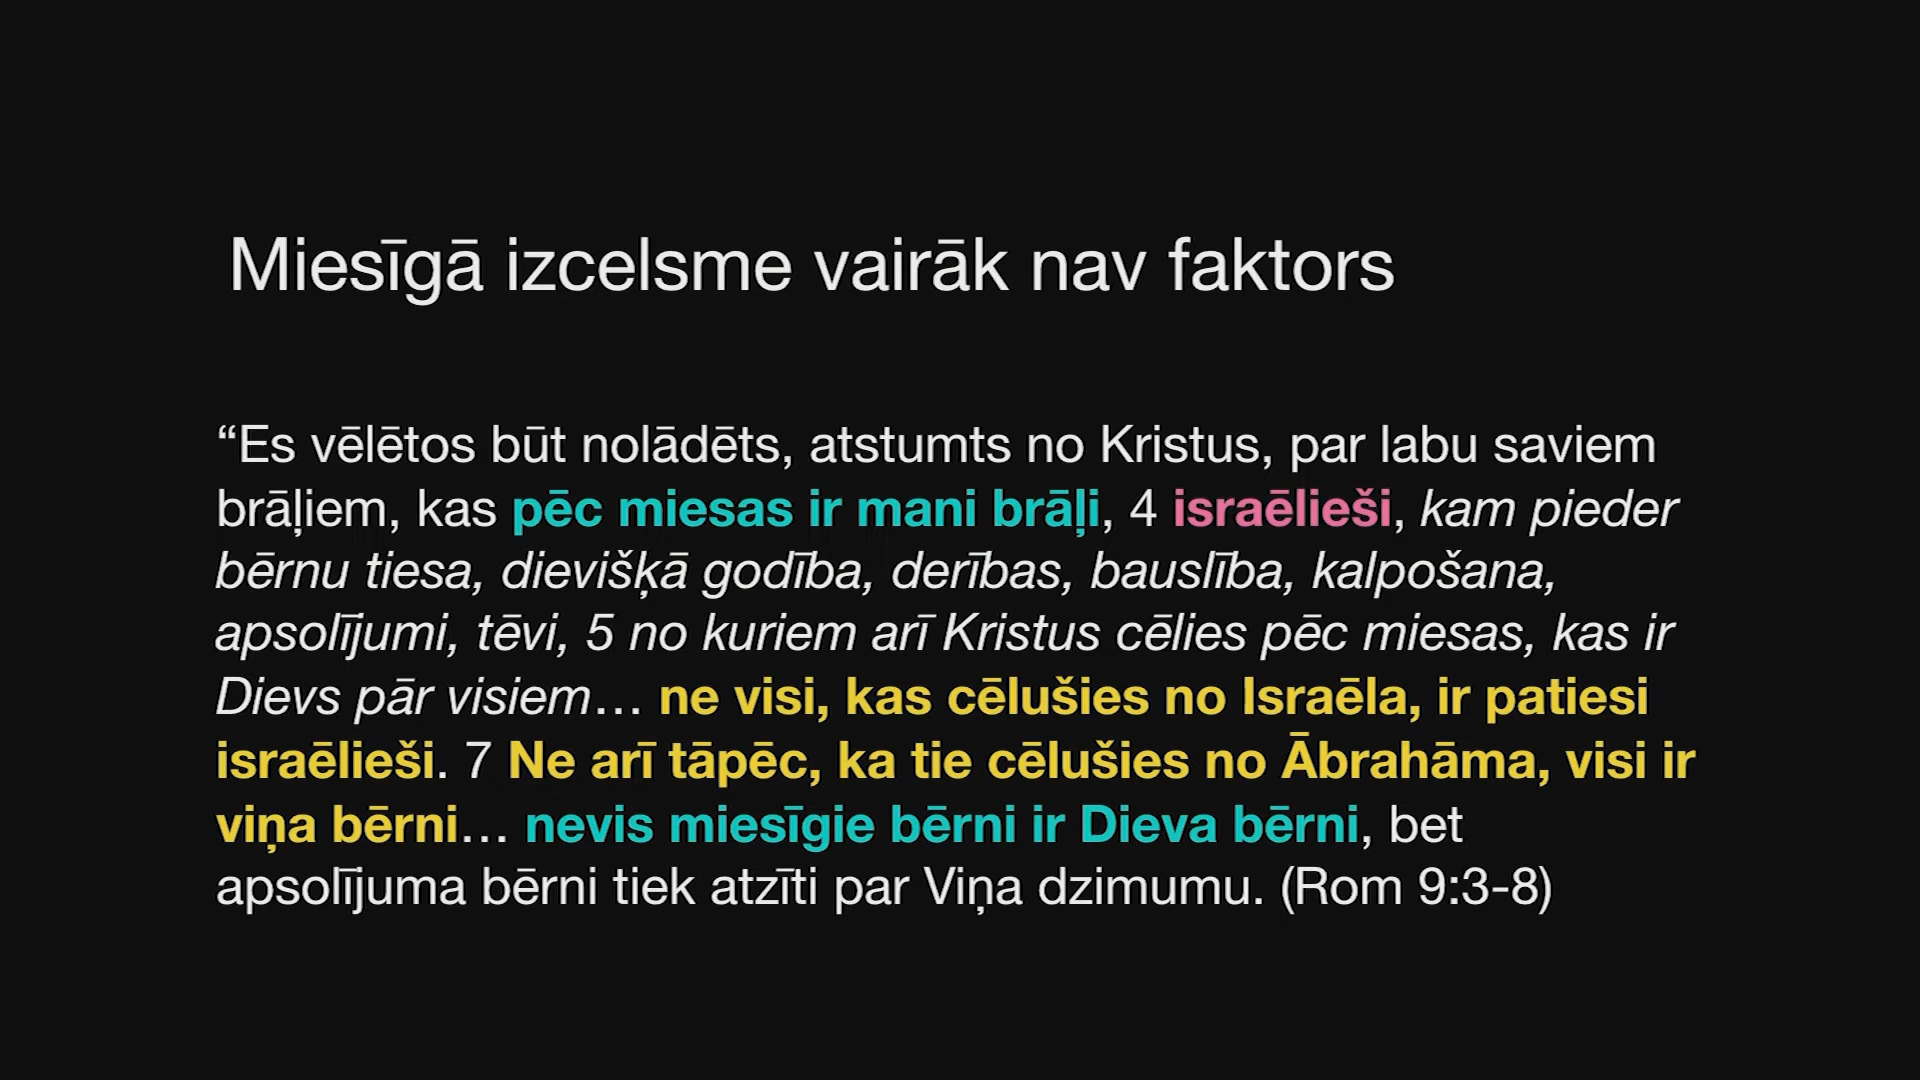 Miesīgā izcelsme vairāk nav faktors
“Es vēlētos būt nolādēts, atstumts no Kristus, par labu saviem
brāļiem, kas pēc miesas ir mani brāļi, 4 israēlieši, kam pieder
bērnu tiesa, dievišķā godība, derības, bauslība, kalpošana,
apsolījumi, tēvi, 5 no kuriem arī Kristus cēlies pēc miesas, kas ir
Dievs pār visiem… ne visi, kas cēlušies no Israēla, ir patiesi
israēlieši. 7 Ne arī tāpēc, ka tie cēlušies no Ābrahāma, visi ir
viņa bērni… nevis miesīgie bērni ir Dieva bērni, bet
apsolījuma bērni tiek atzīti par Viņa dzimumu. (Rom 9:3-8)